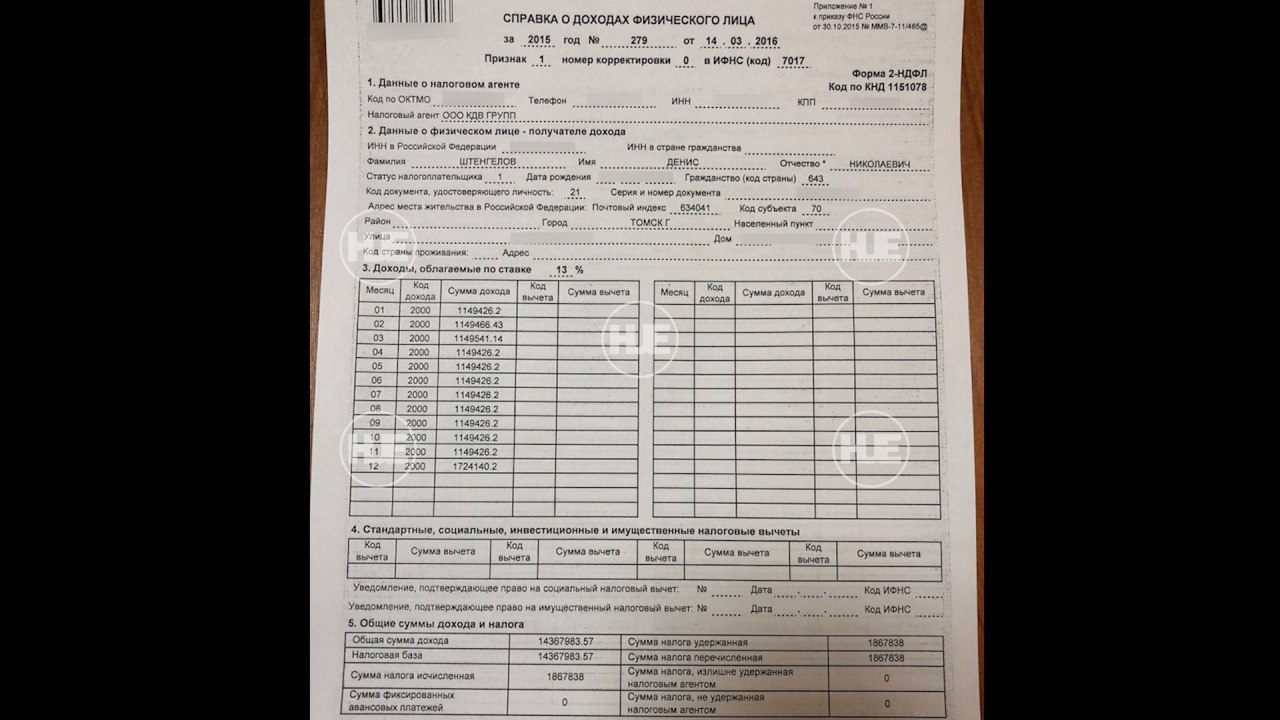 Приложение № 1
к приказу ФНС России
от 30.10.2015 № ММВ-7-11/485@
СПРАВКА О ДОХОДАХ ФИЗИЧЕСКОГО ЛИЦА
за 2015 год № 279 от 14 . 03 . 2016
Признак 1 номер корректировки 0 в ИФНС (код) 7017
Форма 2-НДФЛ
Код по КНД 1151078
1. Данные о налоговом агенте
Код по ОКТМО Телефон ИНН КПП
Налоговый агент ООО КДВ ГРУПП
2. Данные о физическом лице - получателе дохода
ИНН в Российской Федерации ИНН в стране гражданства
Фамилия ШТЕНГЕЛОВ Имя ДЕНИС Отчество * НИКОЛАЕВИЧ
Статус налогоплательщика 1 Дата рождения Гражданство (код страны) 643
Код документа, удостоверяющего личность: 21 Серия и номер документа
Адрес места жительства в Российской Федерации: Почтовый индекс 634041 Код субъекта 70
Район Город ТОМСК Г Населенный пункт
Улица Дом
Код страны проживания: Адрес
3. Доходы, облагаемые по ставке 13 %
Месяц Код дохода Сумма дохода Код вычета Сумма вычета Месяц Код дохода Сумма дохода Код вычета Сумма вычета
01 2000 1149426.2
02 2000 1149466.43
03 2000 1149541.14
04 2000 1149426.2
05 2000 1149426.2
06 2000 1149426.2
07 2000 1149426.2
08 2000 1149426.2
09 2000 1149426.2
10 2000 1149426.2
11 2000 1149426.2
12 2000 1724140.2
4. Стандартные, социальные, инвестиционные и имущественные налоговые вычеты
Код вычета Сумма вычета Код вычета Сумма вычета Код вычета Сумма вычета Код вычета Сумма вычета
Уведомление, подтверждающее право на социальный налоговый вычет: № Дата . . Код ИФНС
Уведомление, подтверждающее право на имущественный налоговый вычет: № Дата . . Код ИФНС
5. Общие суммы дохода и налога
Общая сумма дохода 14367983.57 Сумма налога удержанная 1867838
Налоговая база 14367983.57 Сумма налога перечисленная 1867838
Сумма налога исчисленная 1867838 Сумма налога, излишне удержанная налоговым агентом 0
Сумма фиксированных авансовых платежей 0 Сумма налога, не удержанная налоговым агентом 0